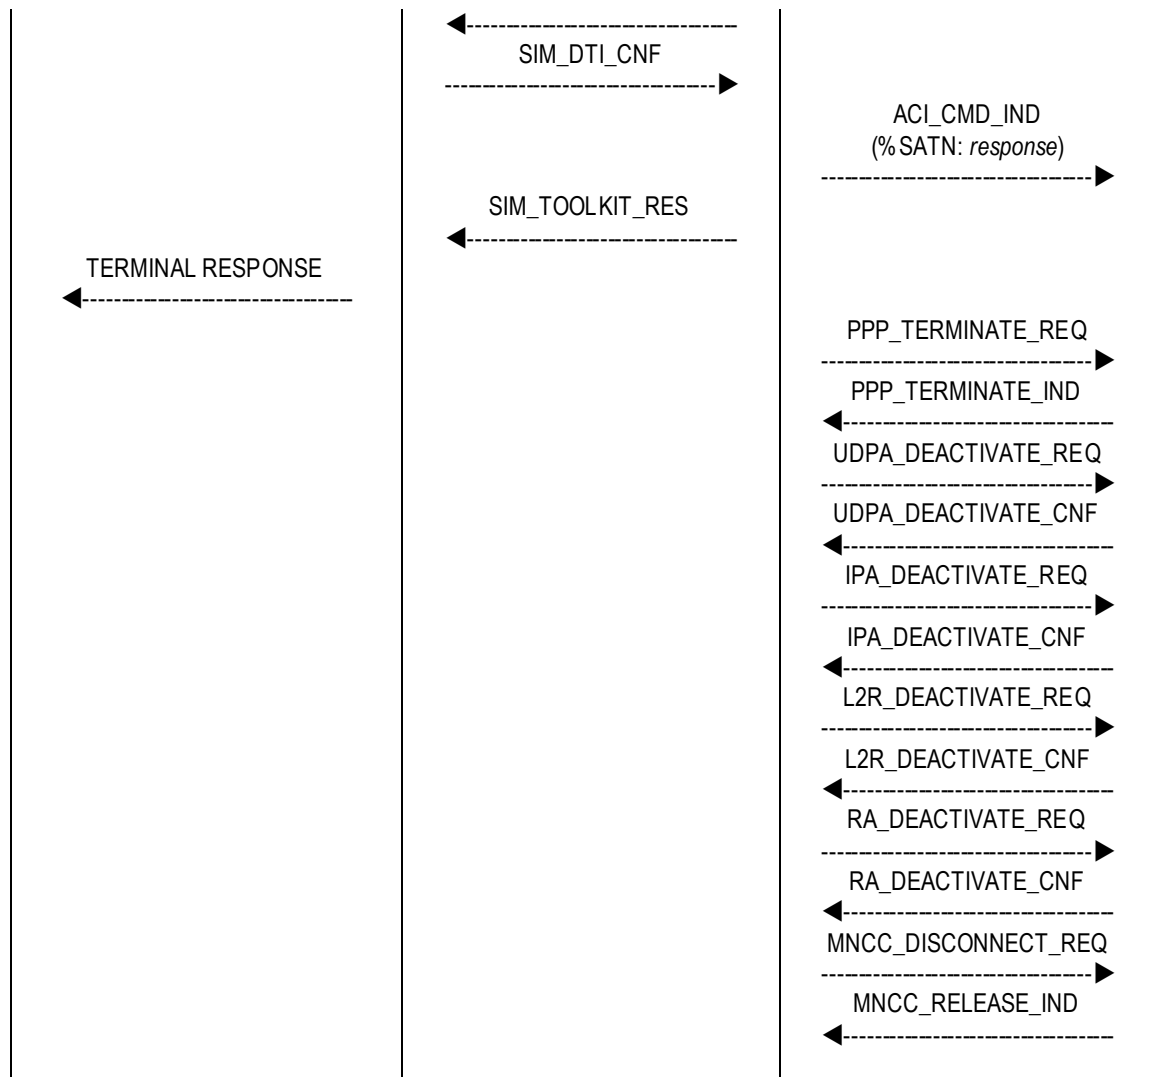 SIM_DTI_CNF
ACI_CMD_IND
(%SATN: response)
SIM_TOOLKIT_RES
TERMINAL RESPONSE
PPP_TERMINATE_REQ
PPP_TERMINATE_IND
UDPA_DEACTIVATE_REQ
UDPA_DEACTIVATE_CNF
IPA_DEACTIVATE_REQ
IPA_DEACTIVATE_CNF
L2R_DEACTIVATE_REQ
L2R_DEACTIVATE_CNF
RA_DEACTIVATE_REQ
RA_DEACTIVATE_CNF
MNCC_DISCONNECT_REQ
MNCC_RELEASE_IND